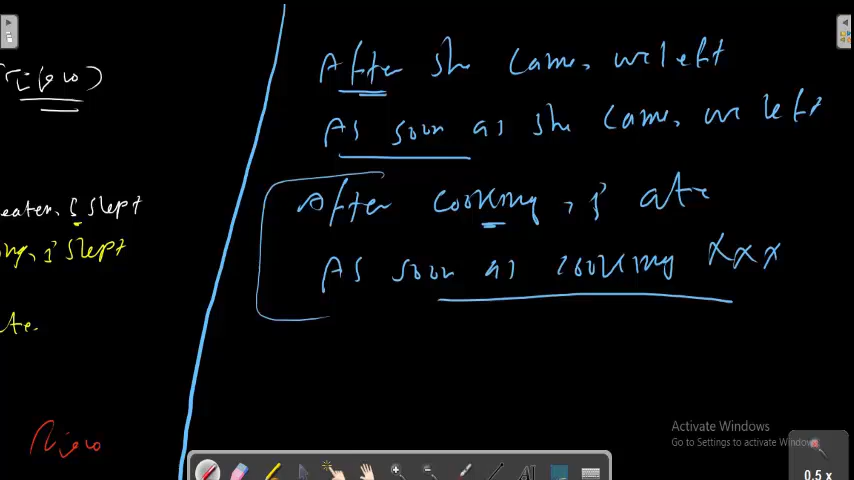 After she came, we left
As soon as she came, we left
After cooking, I ate
As soon as cooking XXX
eaten, I slept
ng, I slept
te.
Activate Windows
Go to Settings to activate Windows.
0.5 x